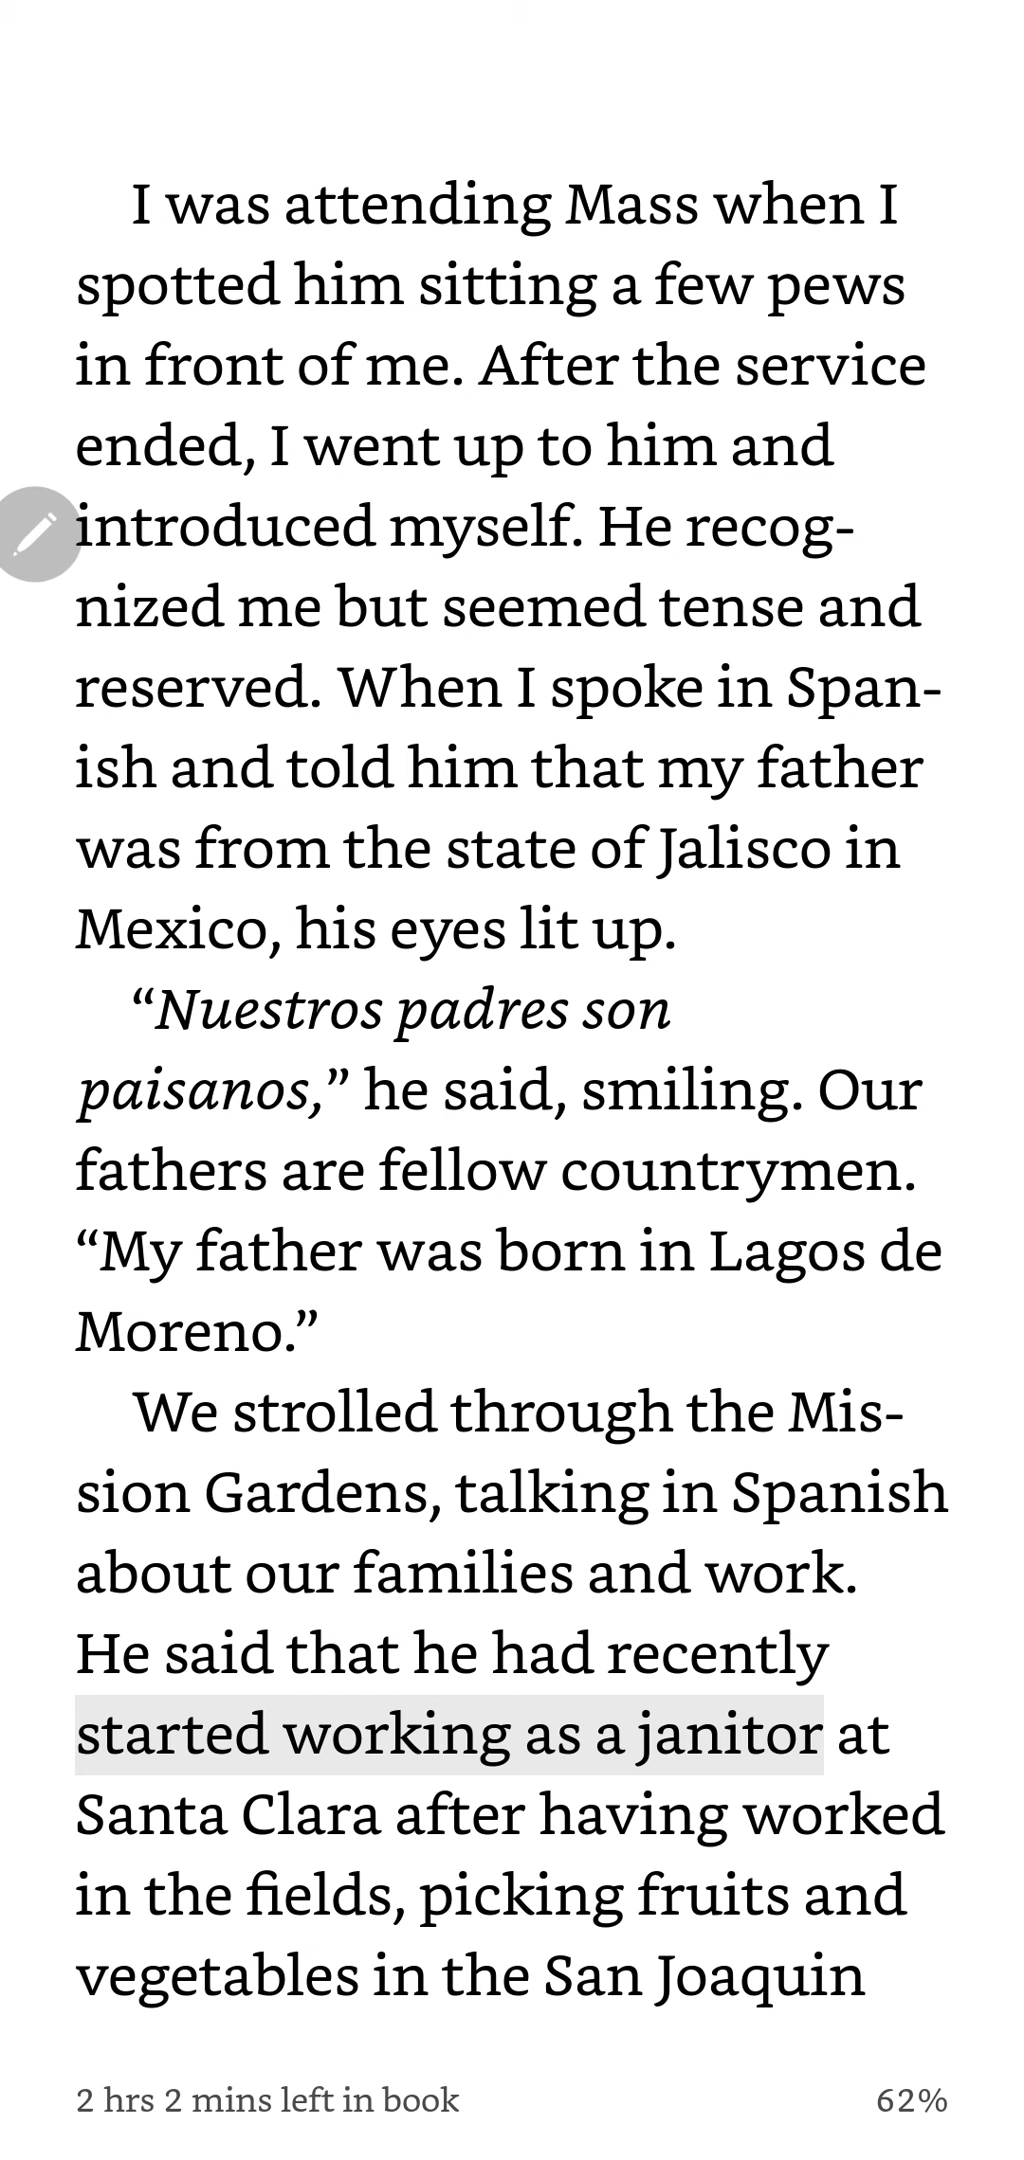 I was attending Mass when I
spotted him sitting a few pews
in front of me. After the service
ended, I went up to him and
introduced myself. He recog-
nized me but seemed tense and
reserved. When I spoke in Span-
ish and told him that my father
was from the state of Jalisco in
Mexico, his eyes lit up.
“Nuestros padres son
paisanos,” he said, smiling. Our
fathers are fellow countrymen.
“My father was born in Lagos de
Moreno.”
We strolled through the Mis-
sion Gardens, talking in Spanish
about our families and work.
He said that he had recently
started working as a janitor at
Santa Clara after having worked
in the fields, picking fruits and
vegetables in the San Joaquin
2 hrs 2 mins left in book 62%